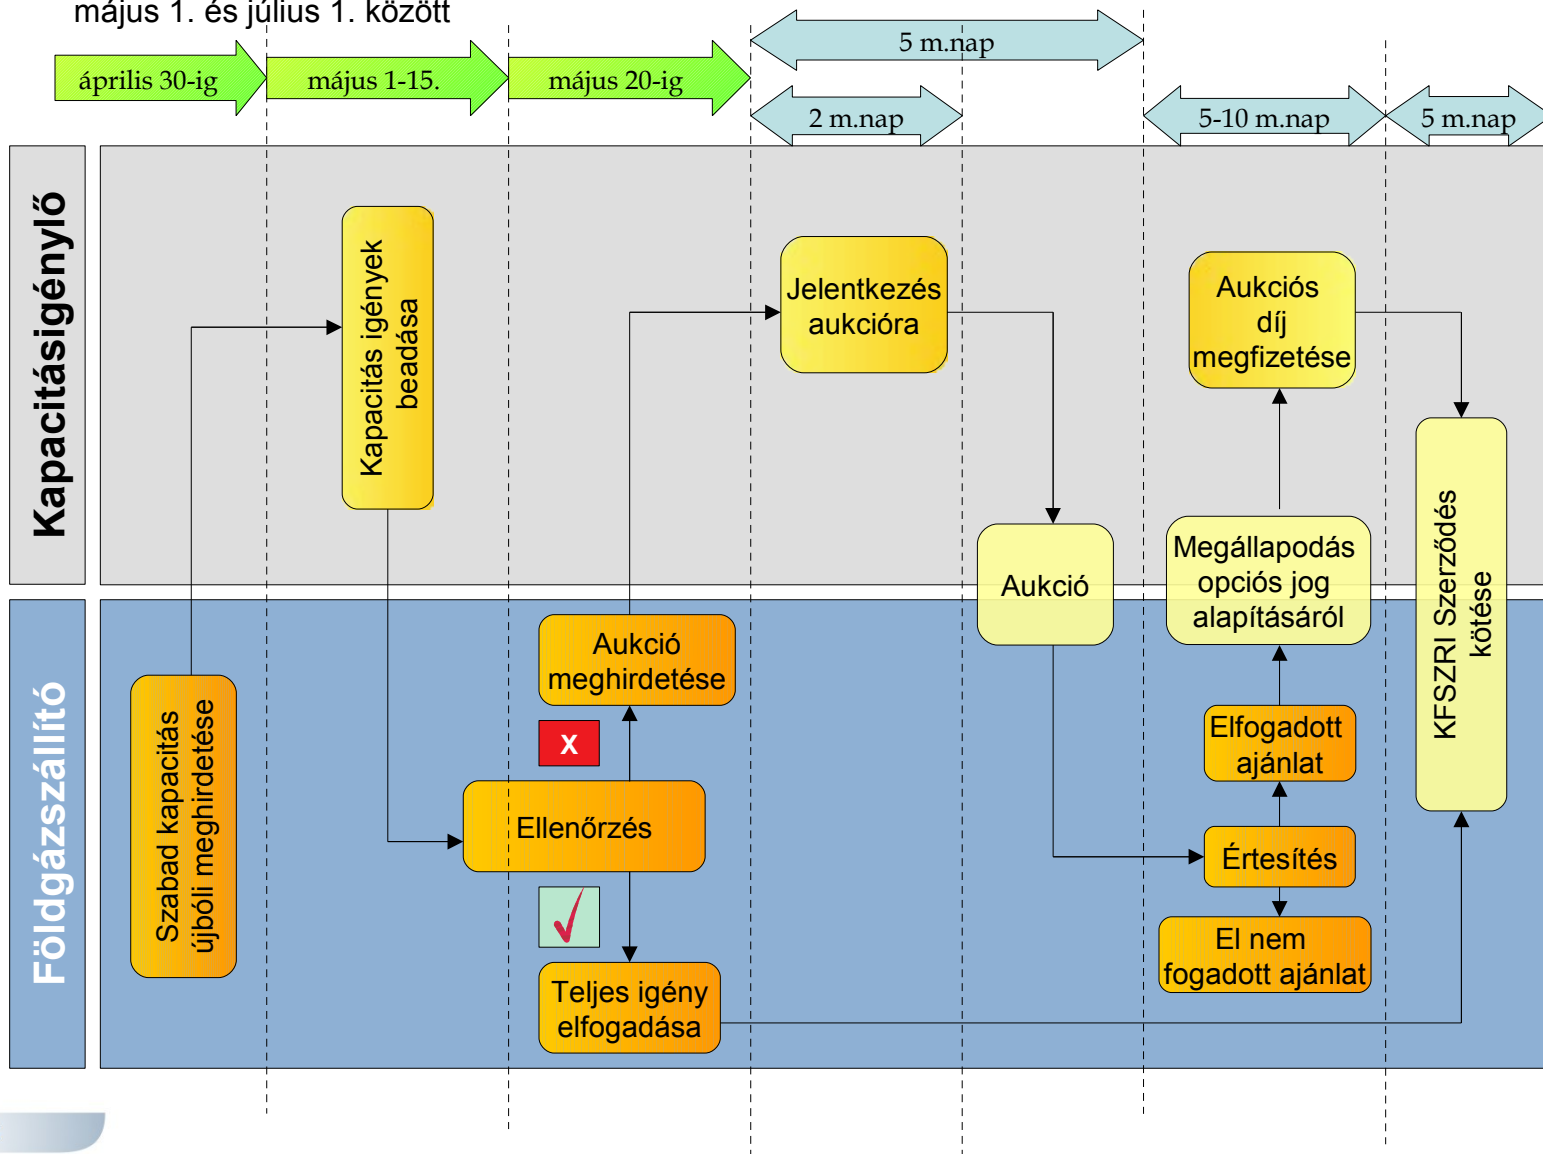 május 1. és július 1. között
április 30-ig
május 1-15.
május 20-ig
5 m.nap
2 m.nap
5-10 m.nap
5 m.nap
Kapacitásigénylő
Kapacitás igények
beadása
Jelentkezés
aukcióra
Aukciós
díj
megfizetése
Aukció
Megállapodás
opciós jog
alapításáról
KFSZRI Szerződés
kötése
Földgázszállító
Szabad kapacitás
újbóli meghirdetése
Aukció
meghirdetése
X
Ellenőrzés
Teljes igény
elfogadása
Elfogadott
ajánlat
Értesítés
El nem
fogadott ajánlat